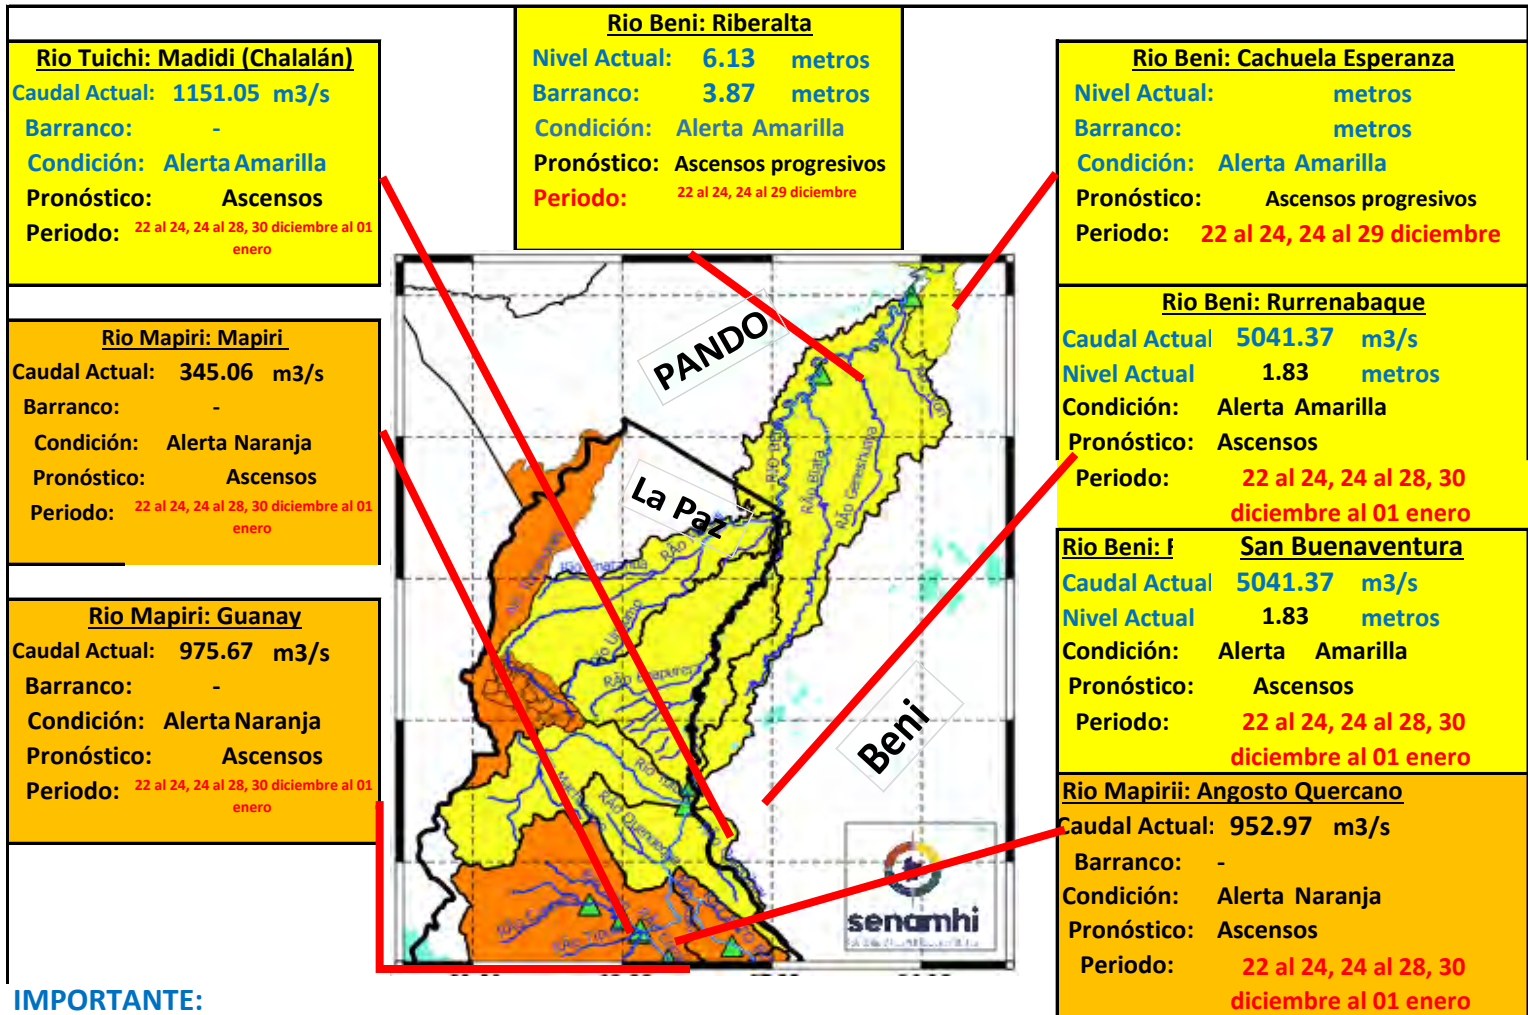 Rio Tuichi: Madidi (Chalalán)
Caudal Actual: 1151.05 m3/s
Barranco: -
Condición: Alerta Amarilla
Pronóstico: Ascensos
Periodo: 22 al 24, 24 al 28, 30 diciembre al 01
enero
Rio Mapiri: Mapiri
Caudal Actual: 345.06 m3/s
Barranco: -
Condición: Alerta Naranja
Pronóstico: Ascensos
Periodo: 22 al 24, 24 al 28, 30 diciembre al 01
enero
Rio Mapiri: Guanay
Caudal Actual: 975.67 m3/s
Barranco: -
Condición: Alerta Naranja
Pronóstico: Ascensos
Periodo: 22 al 24, 24 al 28, 30 diciembre al 01
enero
Rio Beni: Riberalta
Nivel Actual: 6.13 metros
Barranco: 3.87 metros
Condición: Alerta Amarilla
Pronóstico: Ascensos progresivos
Periodo: 22 al 24, 24 al 29 diciembre
PANDO
La Paz
Beni
RÃo Biata
RÃo Geneshuaya
senamhi
Rio Beni: Cachuela Esperanza
Nivel Actual: metros
Barranco: metros
Condición: Alerta Amarilla
Pronóstico: Ascensos progresivos
Periodo: 22 al 24, 24 al 29 diciembre
Rio Beni: Rurrenabaque
Caudal Actual 5041.37 m3/s
Nivel Actual 1.83 metros
Condición: Alerta Amarilla
Pronóstico: Ascensos
Periodo: 22 al 24, 24 al 28, 30
diciembre al 01 enero
Rio Beni: San Buenaventura
Caudal Actual 5041.37 m3/s
Nivel Actual 1.83 metros
Condición: Alerta Amarilla
Pronóstico: Ascensos
Periodo: 22 al 24, 24 al 28, 30
diciembre al 01 enero
Rio Mapirii: Angosto Quercano
Caudal Actual: 952.97 m3/s
Barranco: -
Condición: Alerta Naranja
Pronóstico: Ascensos
Periodo: 22 al 24, 24 al 28, 30
diciembre al 01 enero
IMPORTANTE: